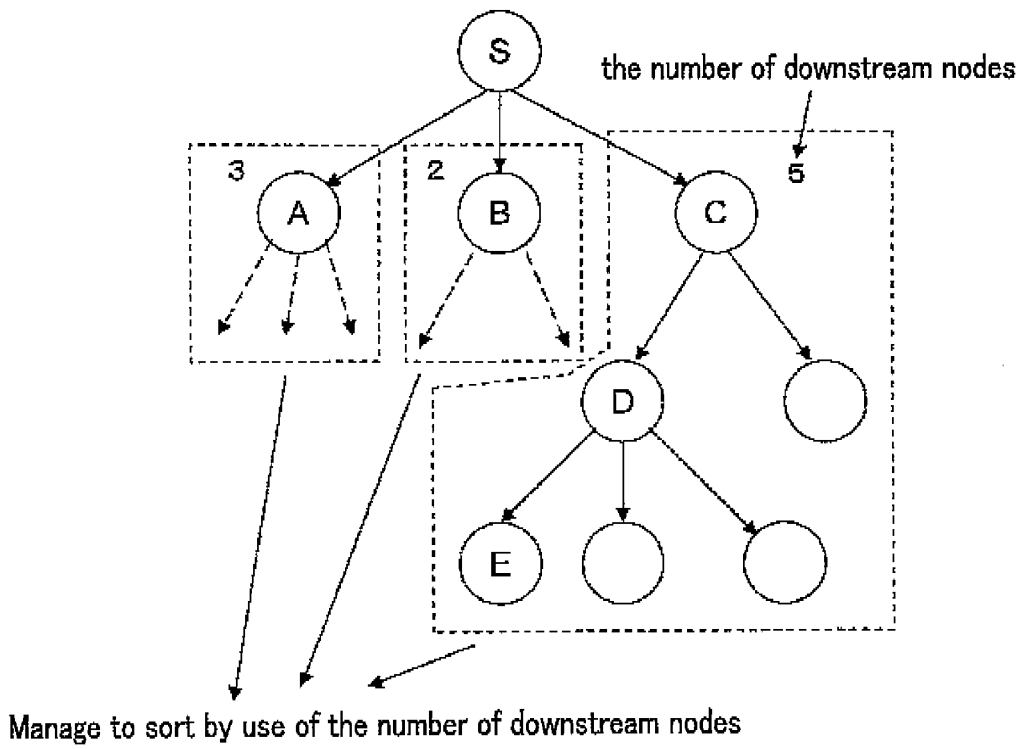 S
the number of downstream nodes
3
2
5
A
B
C
D
E
Manage to sort by use of the number of downstream nodes